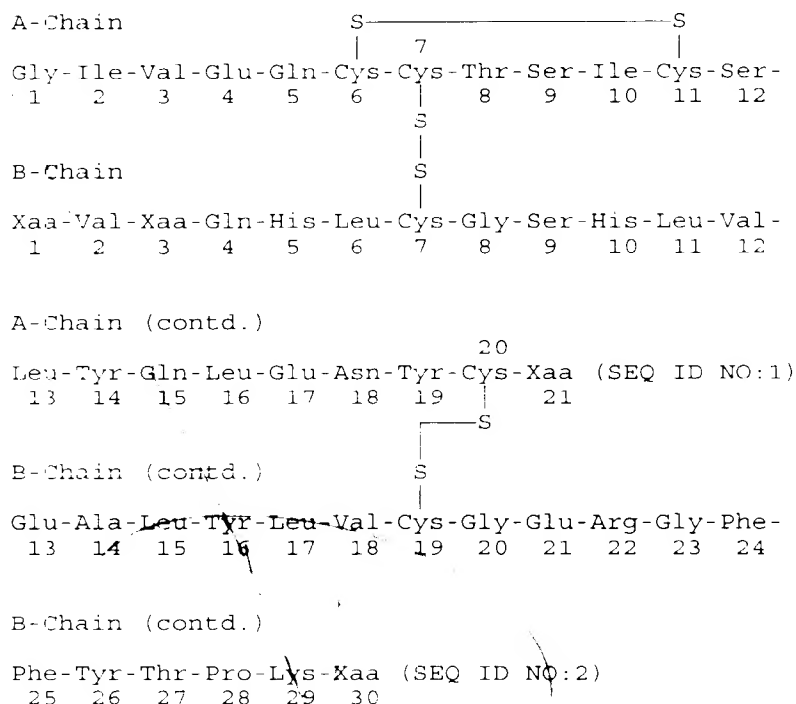 A-Chain
S S
7
Gly-Ile-Val-Glu-Gln-Cys-Cys-Thr-Ser-Ile-Cys-Ser-
1 2 3 4 5 6 8 9 10 11 12
S
S
B-Chain
Xaa-Val-Xaa-Gln-His-Leu-Cys-Gly-Ser-His-Leu-Val-
1 2 3 4 5 6 7 8 9 10 11 12
A-Chain (contd.)
20
Leu-Tyr-Gln-Leu-Glu-Asn-Tyr-Cys-Xaa (SEQ ID NO:1)
13 14 15 16 17 18 19 21
S
S
B-Chain (contd.)
Glu-Ala-Leu-Tyr-Leu-Val-Cys-Gly-Glu-Arg-Gly-Phe-
13 14 15 16 17 18 19 20 21 22 23 24
B-Chain (contd.)
Phe-Tyr-Thr-Pro-Lys-Xaa (SEQ ID NO:2)
25 26 27 28 29 30